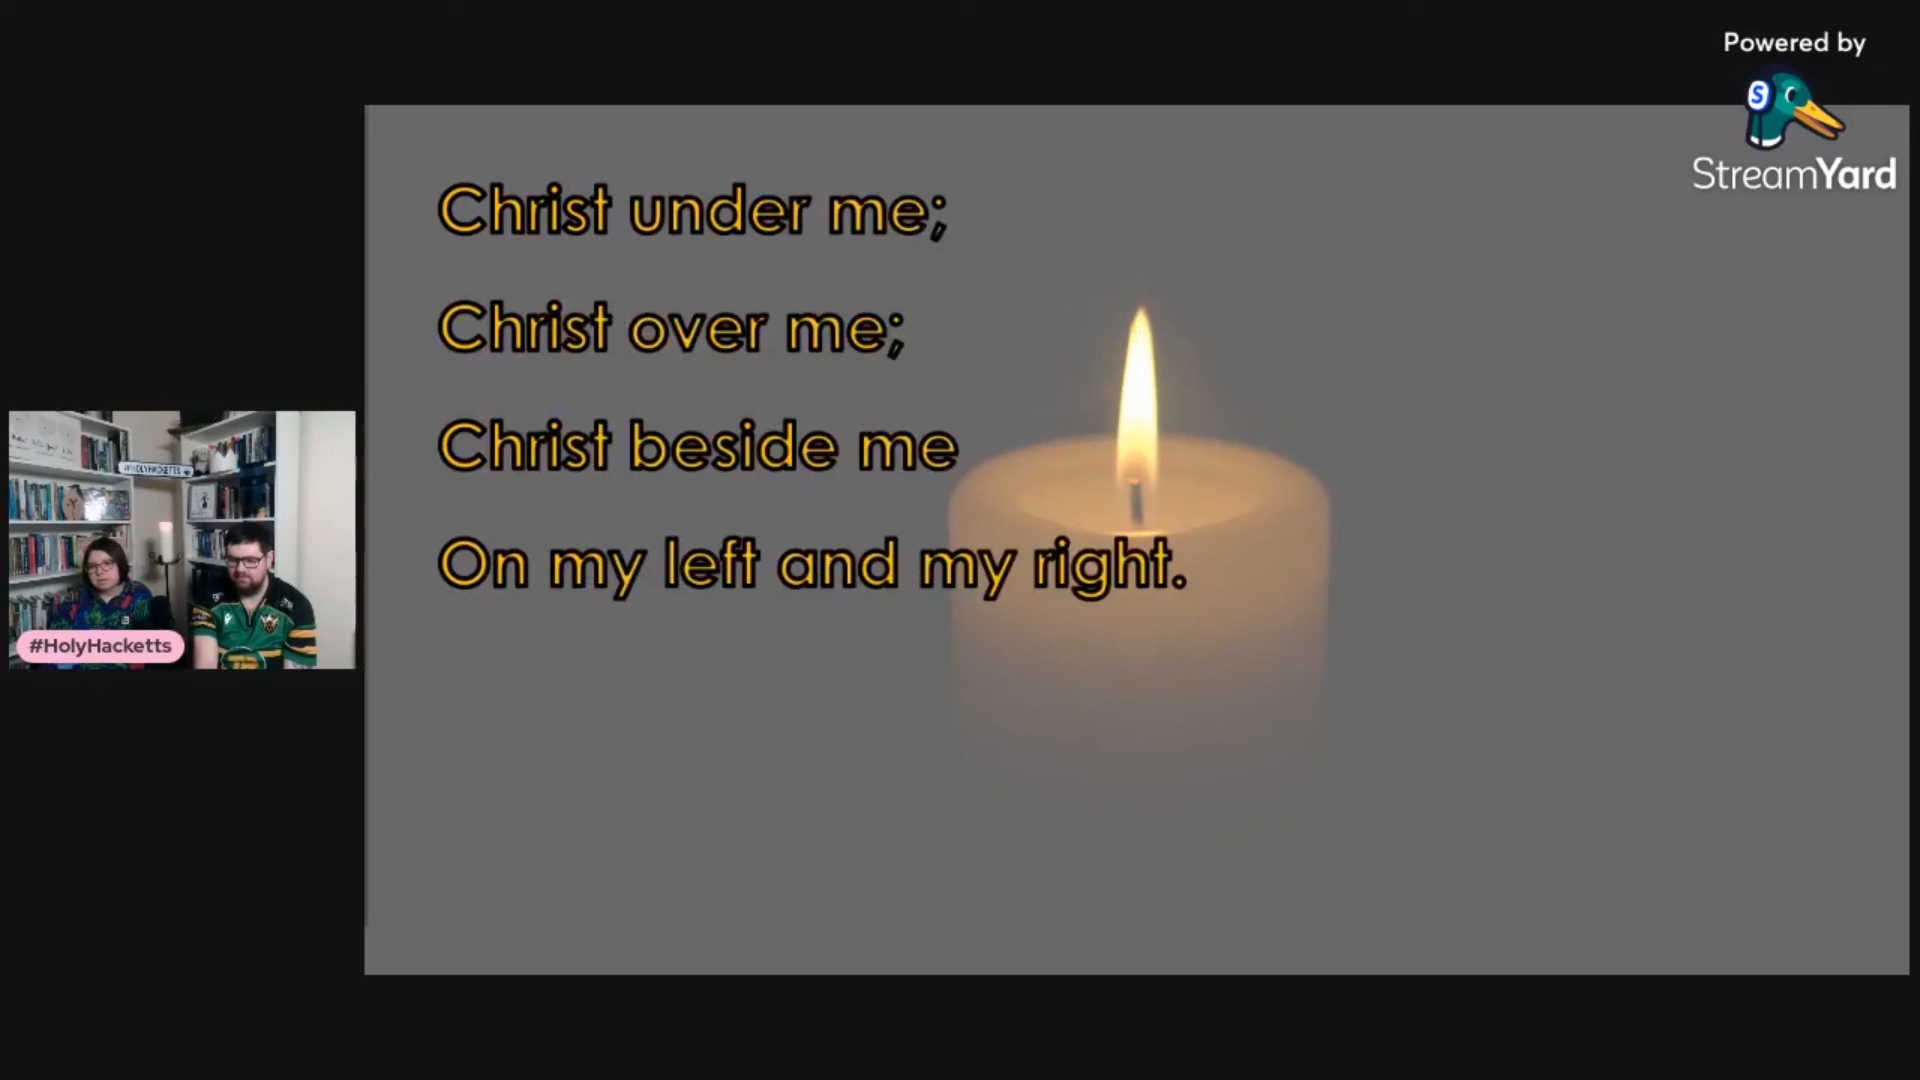 Powered by
StreamYard
Christ under me;
Christ over me;
Christ beside me
On my left and my right.
#HOLYHACKETTS
#HolyHacketts